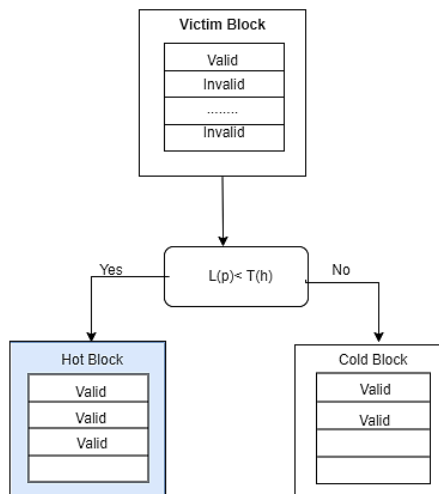 Victim Block
Valid
Invalid
........
Invalid
L(p)< T(h)
Yes
No
Hot Block
Valid
Valid
Valid
Cold Block
Valid
Valid